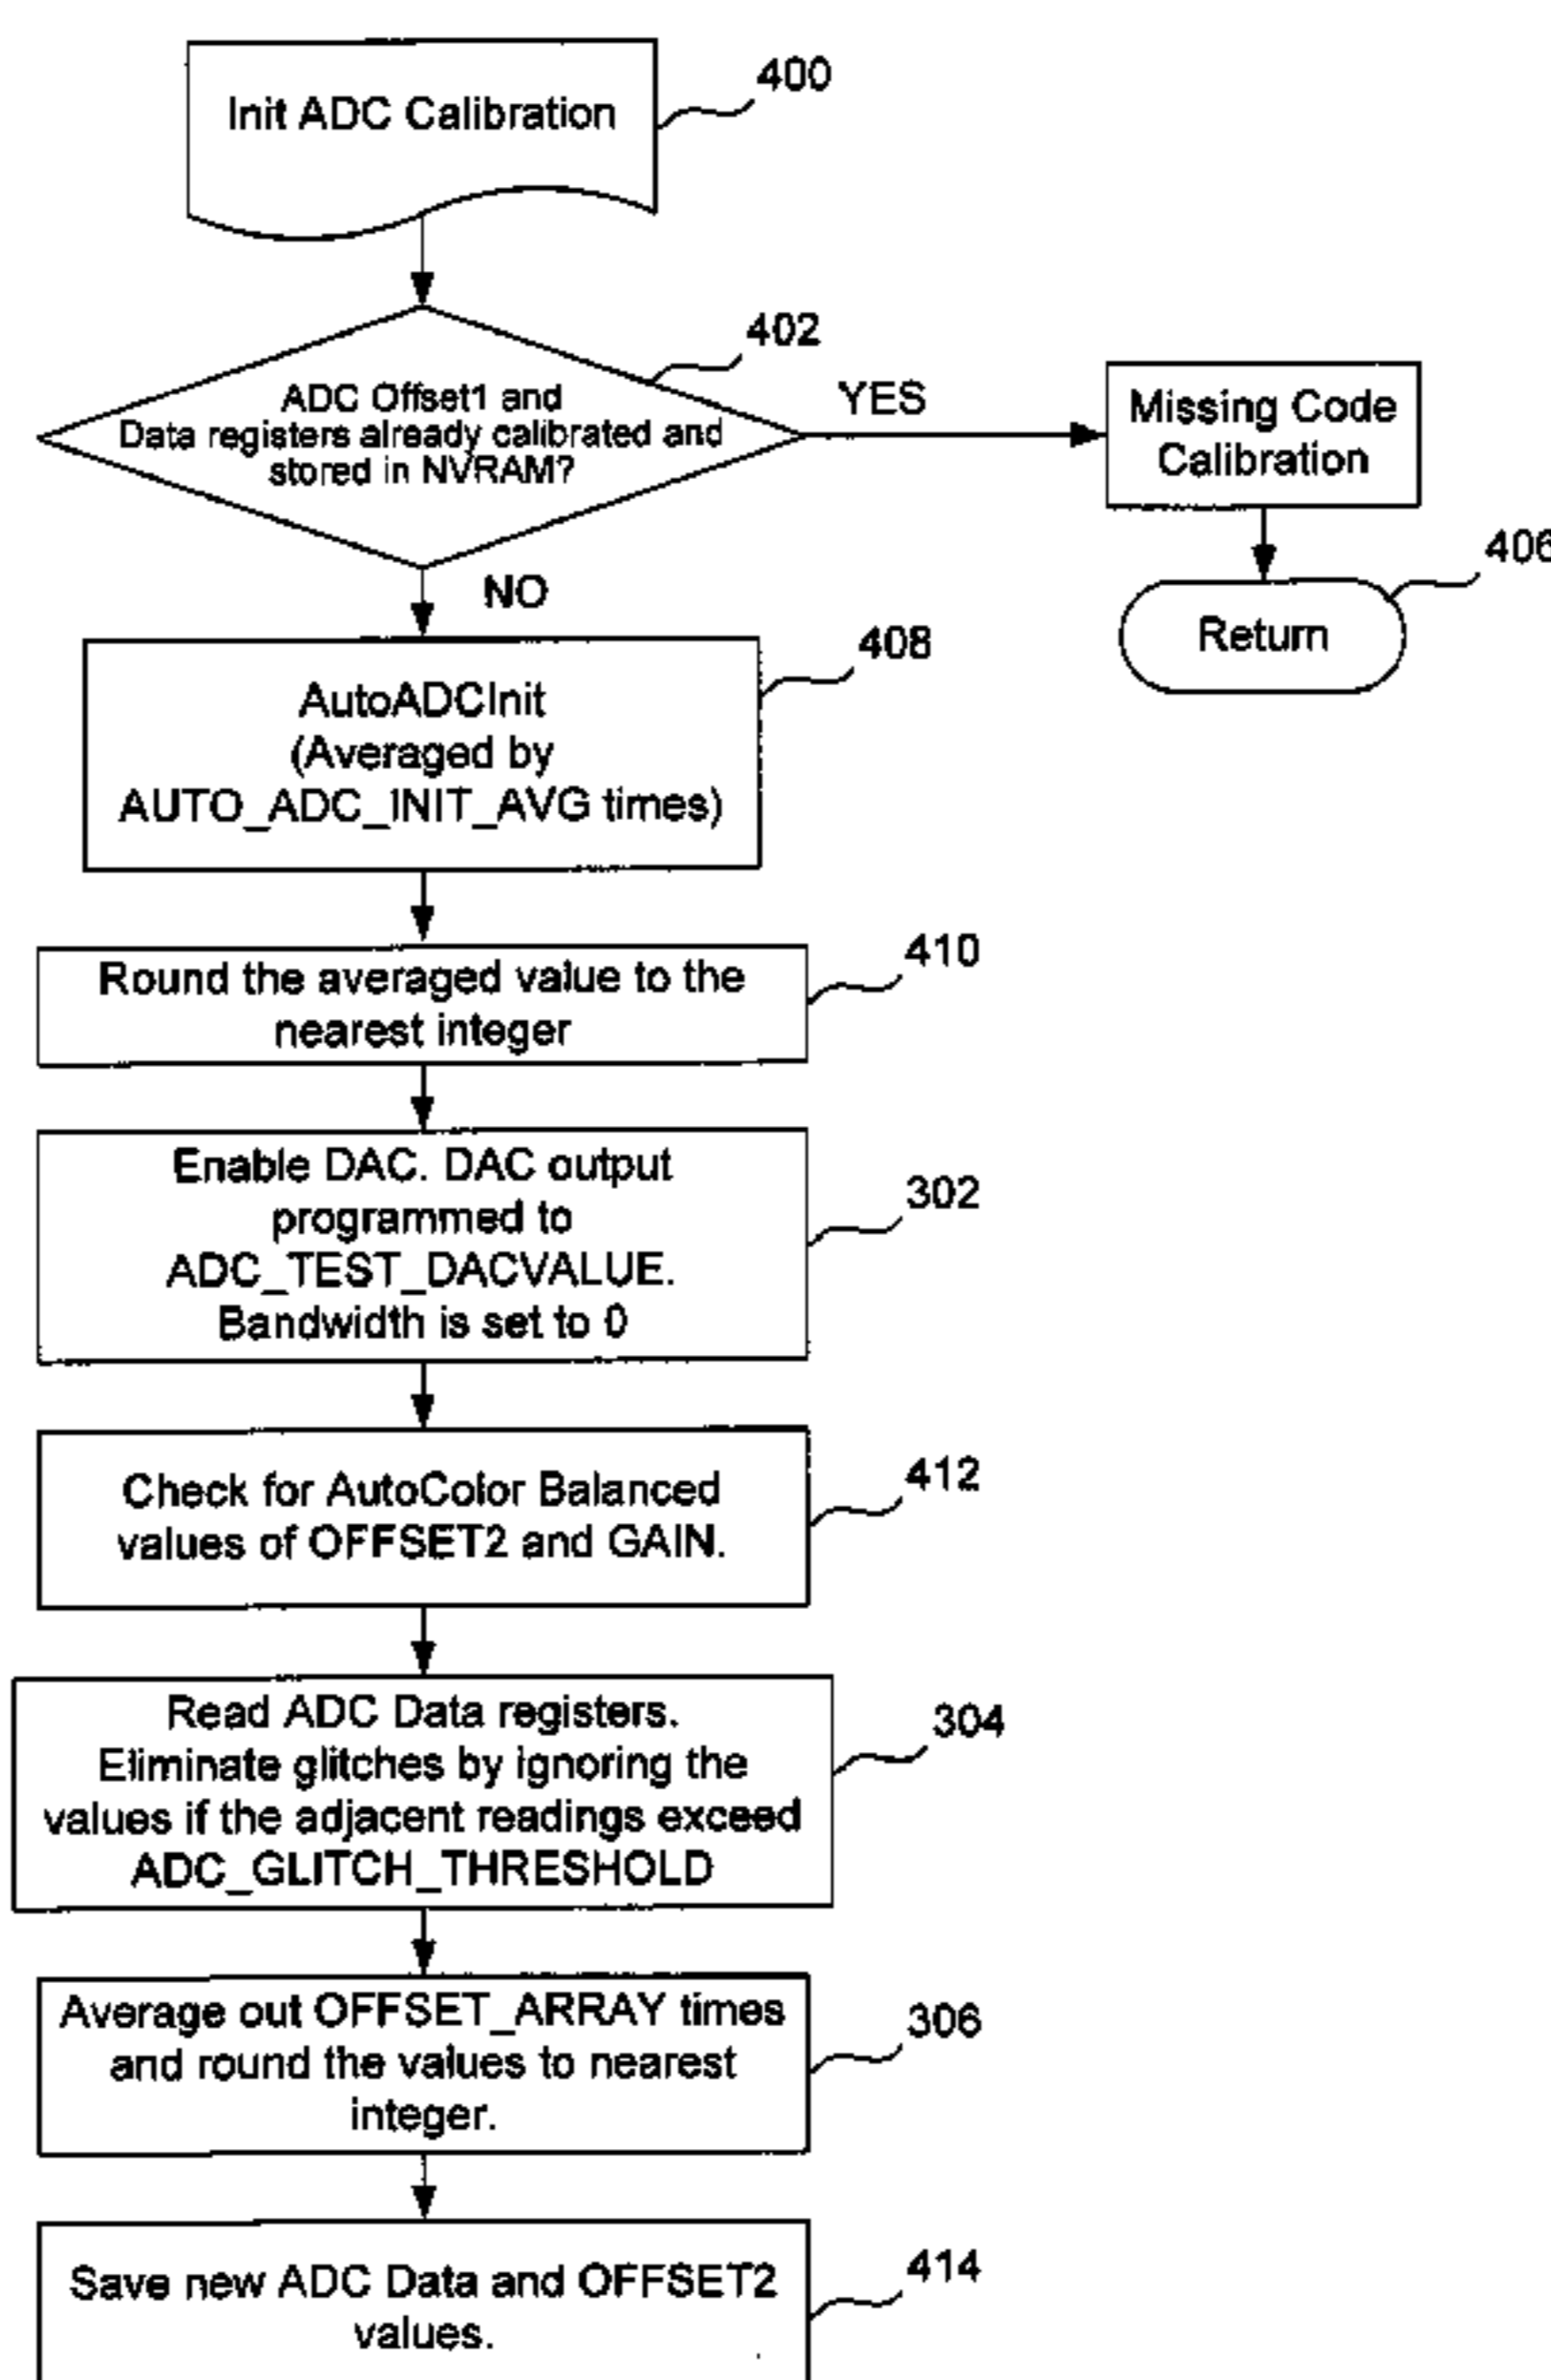 Init ADC Calibration
400
402
ADC Offset1 and
Data registers already calibrated and
stored in NVRAM?
YES
Missing Code
Calibration
406
Return
NO
408
AutoADCInit
(Averaged by
AUTO_ADC_INIT_AVG times)
410
Round the averaged value to the
nearest integer
Enable DAC. DAC output
programmed to
ADC_TEST_DACVALUE.
Bandwidth is set to 0
302
Check for AutoColor Balanced
values of OFFSET2 and GAIN.
412
Read ADC Data registers.
Eliminate glitches by ignoring the
values if the adjacent readings exceed
ADC_GLITCH_THRESHOLD
304
Average out OFFSET_ARRAY times
and round the values to nearest
integer.
306
Save new ADC Data and OFFSET2
values.
414